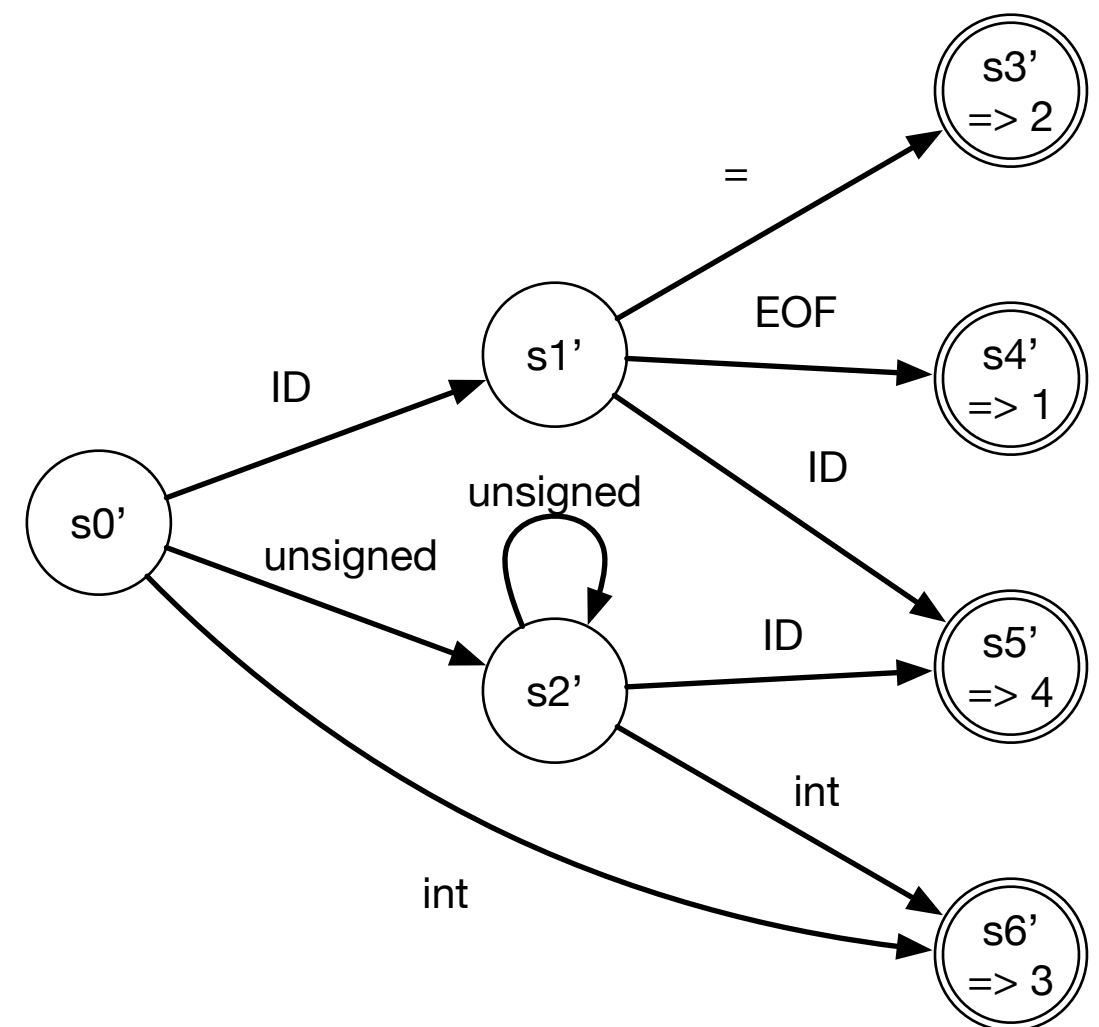 s3’
=> 2
=
EOF
s1’
s4’
=> 1
ID
ID
unsigned
s0’
unsigned
ID
s5’
=> 4
s2’
int
int
s6’
=> 3